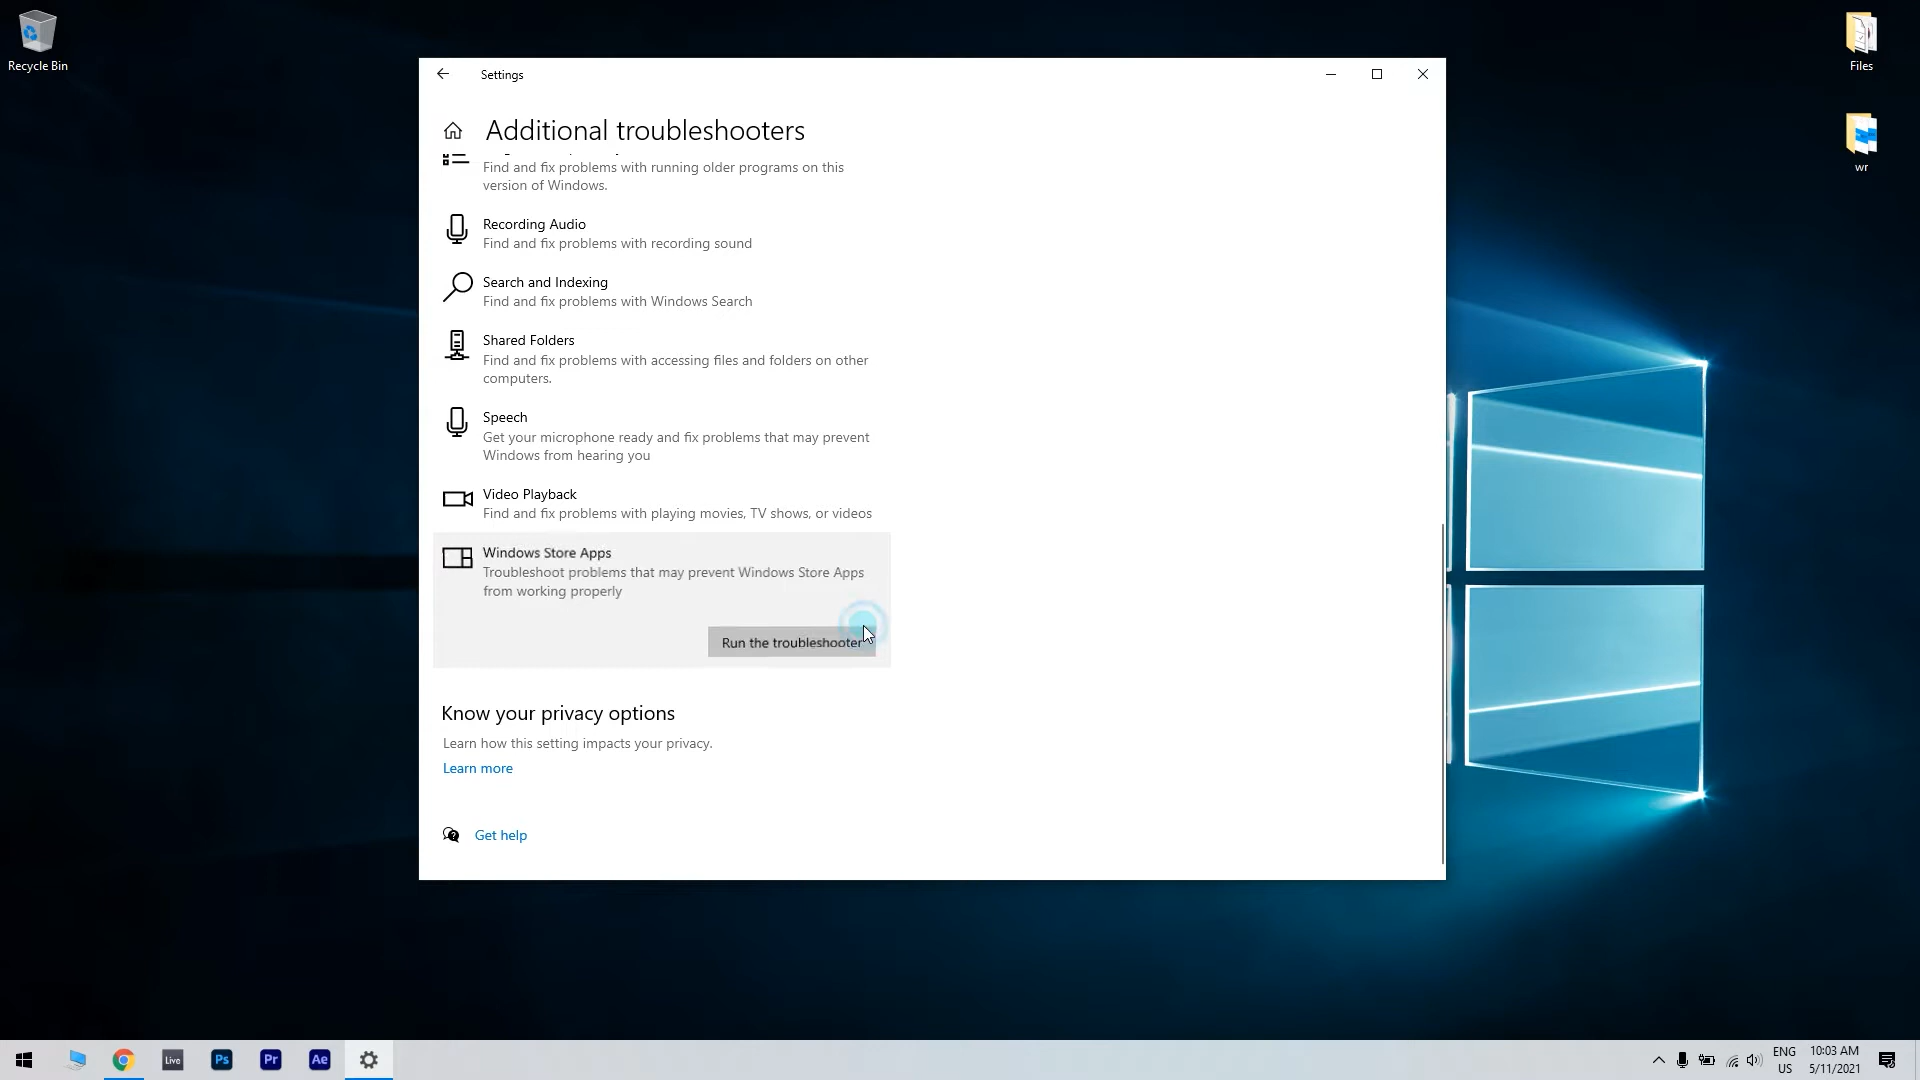 Recycle Bin
Files
wr
Settings
Additional troubleshooters
Find and fix problems with running older programs on this
version of Windows.
Recording Audio
Find and fix problems with recording sound
Search and Indexing
Find and fix problems with Windows Search
Shared Folders
Find and fix problems with accessing files and folders on other
computers.
Speech
Get your microphone ready and fix problems that may prevent
Windows from hearing you
Video Playback
Find and fix problems with playing movies, TV shows, or videos
Windows Store Apps
Troubleshoot problems that may prevent Windows Store Apps
from working properly
Run the troubleshooter
Know your privacy options
Learn how this setting impacts your privacy.
Learn more
Get help
Live
Ps
Pr
Ae
ENG
US
10:03 AM
5/11/2021